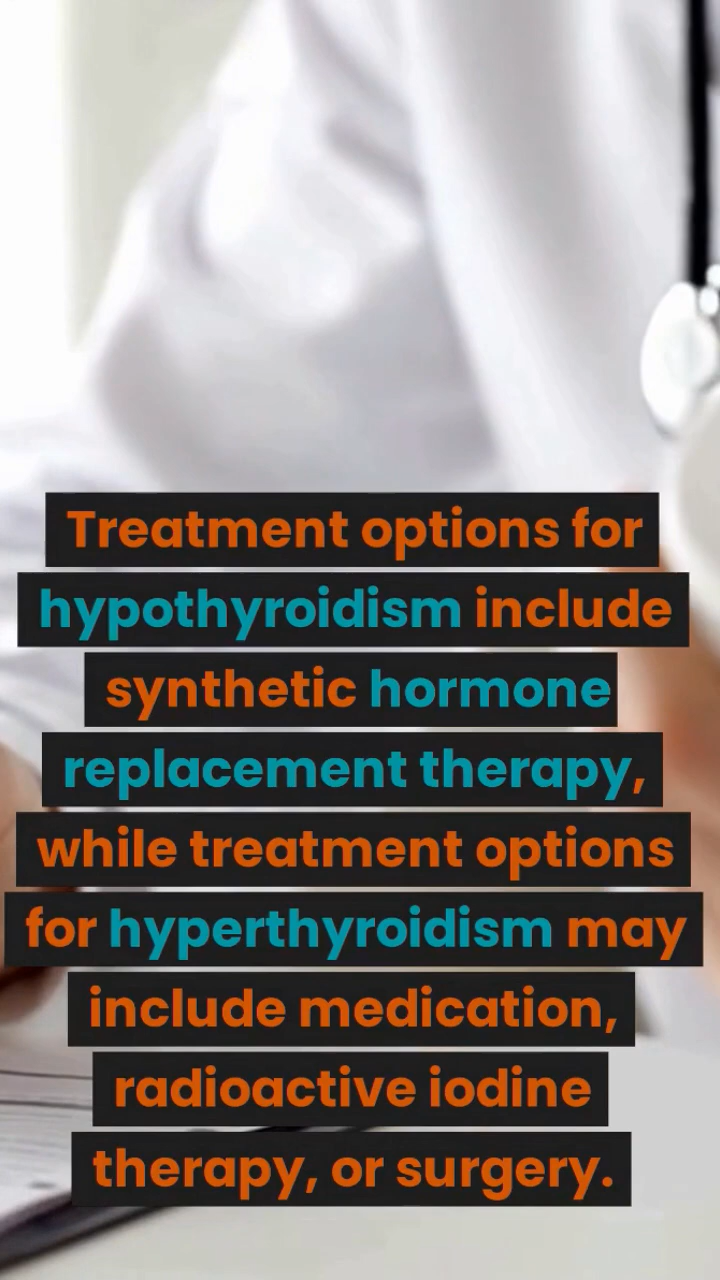 Treatment options for
hypothyroidism include
synthetic hormone
replacement therapy,
while treatment options
for hyperthyroidism may
include medication,
radioactive iodine
therapy, or surgery.